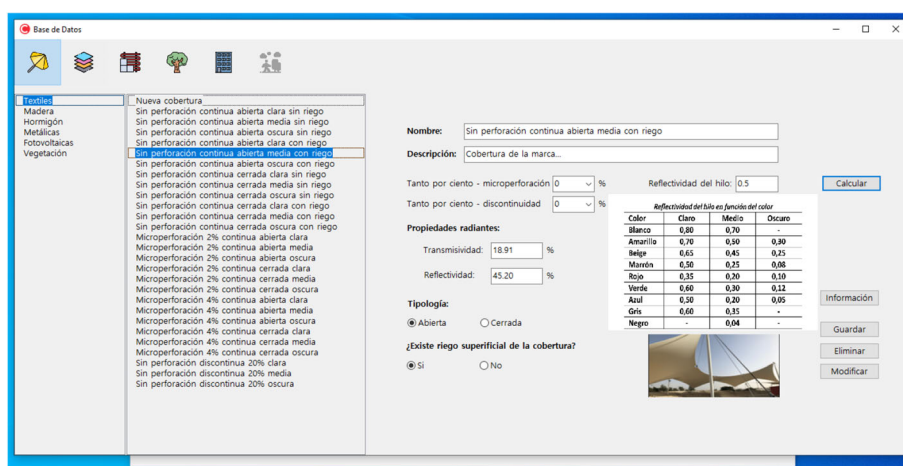 Base de Datos
Textiles
Madera
Hormigón
Metálicas
Fotovoltaicas
Vegetación
Nueva cobertura
Sin perforación continua abierta clara sin riego
Sin perforación continua abierta media sin riego
Sin perforación continua abierta oscura sin riego
Sin perforación continua abierta clara con riego
Sin perforación continua abierta media con riego
Sin perforación continua abierta oscura con riego
Sin perforación continua cerrada clara sin riego
Sin perforación continua cerrada media sin riego
Sin perforación continua cerrada oscura sin riego
Sin perforación continua cerrada clara con riego
Sin perforación continua cerrada media con riego
Sin perforación continua cerrada oscura con riego
Microperforación 2% continua abierta clara
Microperforación 2% continua abierta media
Microperforación 2% continua abierta oscura
Microperforación 2% continua cerrada clara
Microperforación 2% continua cerrada media
Microperforación 2% continua cerrada oscura
Microperforación 4% continua abierta clara
Microperforación 4% continua abierta media
Microperforación 4% continua abierta oscura
Microperforación 4% continua cerrada clara
Microperforación 4% continua cerrada media
Microperforación 4% continua cerrada oscura
Sin perforación discontinua 20% clara
Sin perforación discontinua 20% media
Sin perforación discontinua 20% oscura
Nombre: Sin perforación continua abierta media con riego
Descripción: Cobertura de la marca...
Tanto por ciento - microperforación 0 % Reflectividad del hilo: 0.5 Calcular
Tanto por ciento - discontinuidad 0 %
Reflectividad del hilo en función del color
Color Claro Medio Oscuro
Blanco 0,80 0,70 -
Amarillo 0,70 0,50 0,30
Beige 0,65 0,45 0,25
Marrón 0,50 0,25 0,08
Rojo 0,35 0,20 0,10
Verde 0,60 0,30 0,12
Azul 0,50 0,20 0,05
Gris 0,60 0,35 -
Negro - 0,04 -
Propiedades radiantes:
Transmisividad: 18.91 %
Reflectividad: 45.20 %
Tipología:
Abierta Cerrada
¿Existe riego superifical de la cobertura?
Si No
Información
Guardar
Eliminar
Modificar